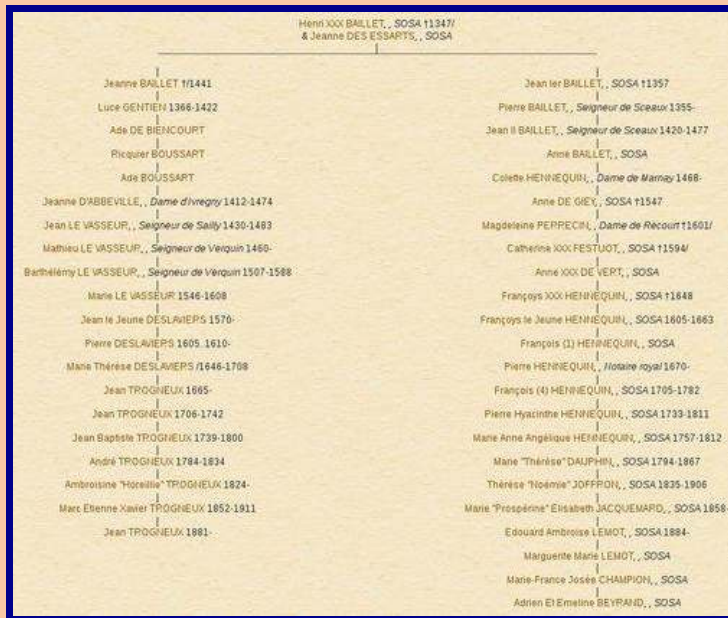 Henri XXX BAILLET, , SOSA †1347/
& Jeanne DES ESSARTS, , SOSA
Jeanne BAILLET †/1441
Luce GENTIEN 1366-1422
Ade DE BIENCOURT
Ricquier BOUSSART
Ade BOUSSART
Jeanne D'ABBEVILLE, , Dame d'Ivregny 1412-1474
Jean LE VASSEUR, , Seigneur de Sailly 1430-1483
Mathieu LE VASSEUR, , Seigneur de Verquin 1460-
Barthélémy LE VASSEUR, , Seigneur de Verquin 1507-1588
Marie LE VASSEUR 1546-1608
Jean le Jeune DESLAVIERS 1570-
Pierre DESLAVIERS 1605..1610-
Marie Thérèse DESLAVIERS /1646-1708
Jean TROGNEUX 1665-
Jean TROGNEUX 1706-1742
Jean Baptiste TROGNEUX 1739-1800
André TROGNEUX 1784-1834
Ambroisine "Horeillie" TROGNEUX 1824-
Marc Etienne Xavier TROGNEUX 1852-1911
Jean TROGNEUX 1881-
Jean Ier BAILLET, , SOSA †1357
Pierre BAILLET, , Seigneur de Sceaux 1355-
Jean II BAILLET, , Seigneur de Sceaux 1420-1477
Anne BAILLET, , SOSA
Colette HENNEQUIN, , Dame de Marnay 1468-
Anne DE GIEY, , SOSA †1547
Magdeleine PERRECIN, , Dame de Récourt †1601/
Catherine XXX FESTUOT, , SOSA †1594/
Anne XXX DE VERT, , SOSA
Françoys XXX HENNEQUIN, , SOSA †1648
Françoys le Jeune HENNEQUIN, , SOSA 1605-1663
François (1) HENNEQUIN, , SOSA
Pierre HENNEQUIN, , Notaire royal 1670-
François (4) HENNEQUIN, , SOSA 1705-1782
Pierre Hyacinthe HENNEQUIN, , SOSA 1733-1811
Marie Anne Angélique HENNEQUIN, , SOSA 1757-1812
Marie "Thérèse" DAUPHIN, , SOSA 1794-1867
Thérèse "Noémie" JOFFRON, , SOSA 1835-1906
Marie "Prospérine" Elisabeth JACQUEMARD, , SOSA 1858-
Edouard Ambroise LEMOT, , SOSA 1884-
Marguerite Marie LEMOT, , SOSA
Marie-France Josée CHAMPION, , SOSA
Adrien Et Emeline BEYRAND, , SOSA